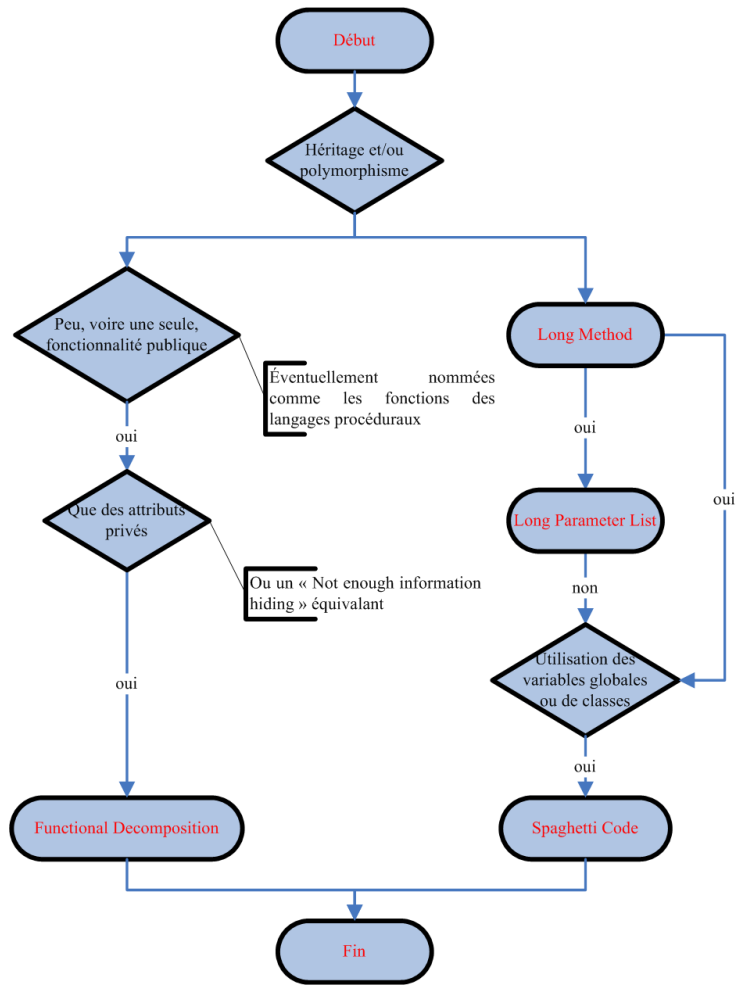 Début
Héritage et/ou
polymorphisme
Peu, voire une seule,
fonctionnalité publique
Long Method
Éventuellement nommées
comme les fonctions des
langages procéduraux
oui
oui
oui
Que des attributs
privés
Long Parameter List
Ou un « Not enough information
hiding » équivalant
non
Utilisation des
variables globales
ou de classes
oui
oui
Functional Decomposition
Spaghetti Code
Fin